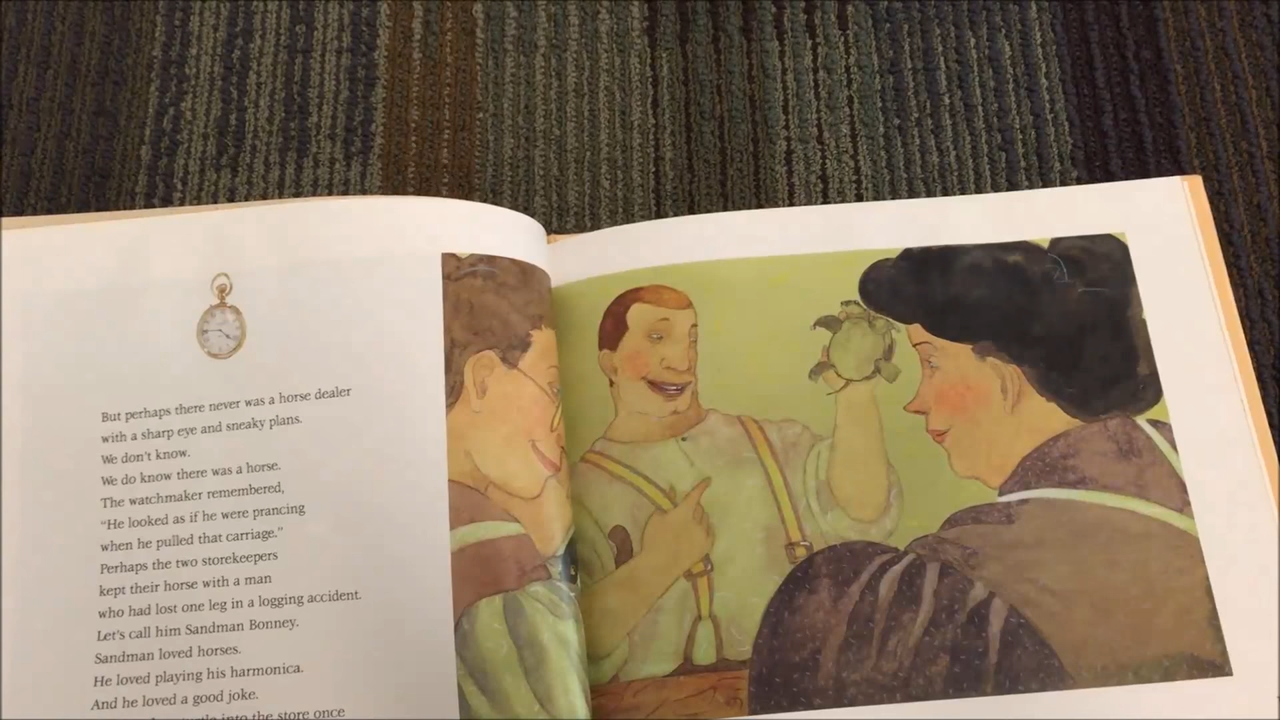 But perhaps there never was a horse dealer
with a sharp eye and sneaky plans.
We don't know.
We do know there was a horse.
The watchmaker remembered,
"He looked as if he were prancing
when he pulled that carriage."
Perhaps the two storekeepers
kept their horse with a man
who had lost one leg in a logging accident.
Let's call him Sandman Bonney.
Sandman loved horses.
He loved playing his harmonica.
And he loved a good joke.
turtle into the store once